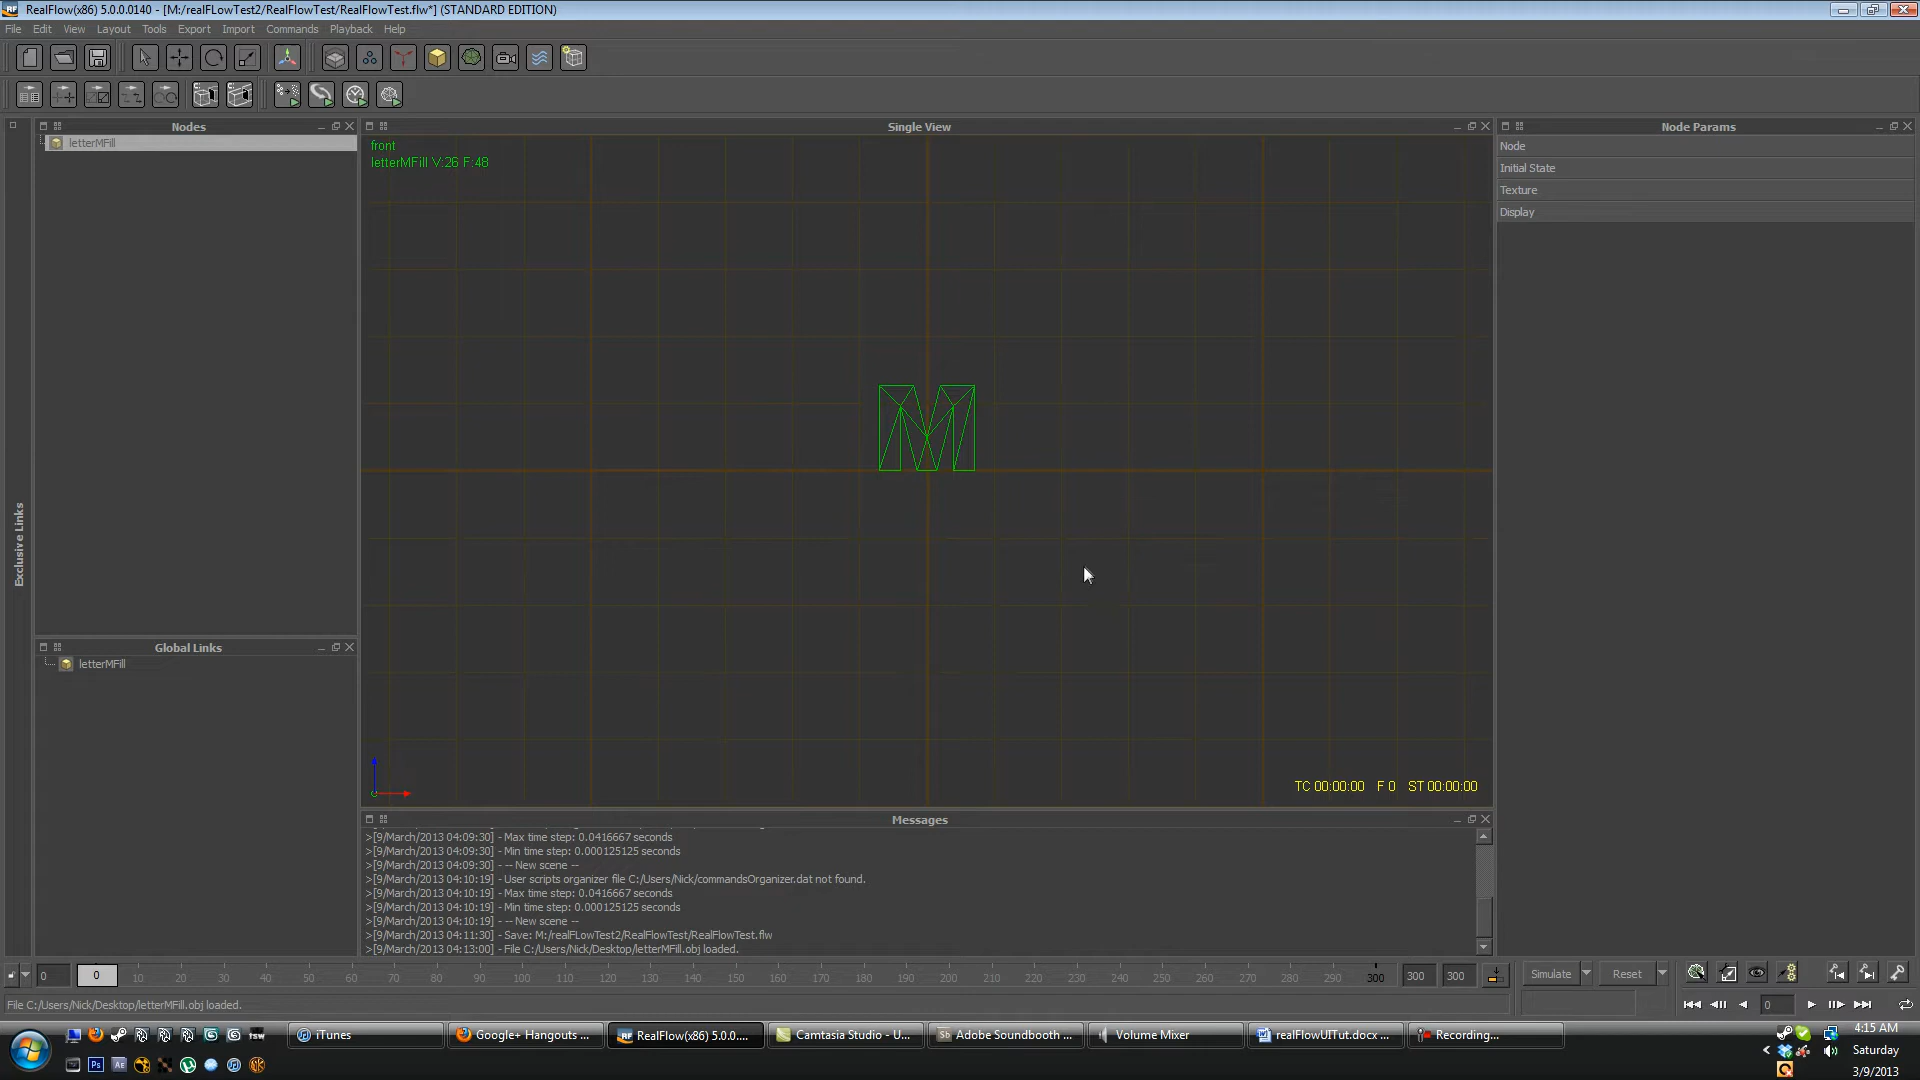 RealFlow(x86) 5.0.0.0140 - [M:/realFLowTest2/RealFlowTest/RealFlowTest.flw*] (STANDARD EDITION)
File Edit View Layout Tools Export Import Commands Playback Help
Nodes
letterMFill
Exclusive Links
Global Links
letterMFill
Single View
front
letterMFill V:26 F:48
TC 00:00:00 F 0 ST 00:00:00
Node Params
Node
Initial State
Texture
Display
Messages
>[9/March/2013 04:09:30] - Max time step: 0.0416667 seconds
>[9/March/2013 04:09:30] - Min time step: 0.000125125 seconds
>[9/March/2013 04:09:30] - -- New scene --
>[9/March/2013 04:10:19] - User scripts organizer file C:/Users/Nick/commandsOrganizer.dat not found.
>[9/March/2013 04:10:19] - Max time step: 0.0416667 seconds
>[9/March/2013 04:10:19] - Min time step: 0.000125125 seconds
>[9/March/2013 04:10:19] - -- New scene --
>[9/March/2013 04:11:30] - Save: M:/realFLowTest2/RealFlowTest/RealFlowTest.flw
>[9/March/2013 04:13:00] - File C:/Users/Nick/Desktop/letterMFill.obj loaded.
0 0 10 20 30 40 50 60 70 80 90 100 110 120 130 140 150 160 170 180 190 200 210 220 230 240 250 260 270 280 290 300 300 300 Simulate Reset
File C:/Users/Nick/Desktop/letterMFill.obj loaded.
0
iTunes Google+ Hangouts ... RealFlow(x86) 5.0.0.... Camtasia Studio - U... Adobe Soundbooth ... Volume Mixer realFlowUITut.docx ... Recording...
4:15 AM
Saturday
3/9/2013